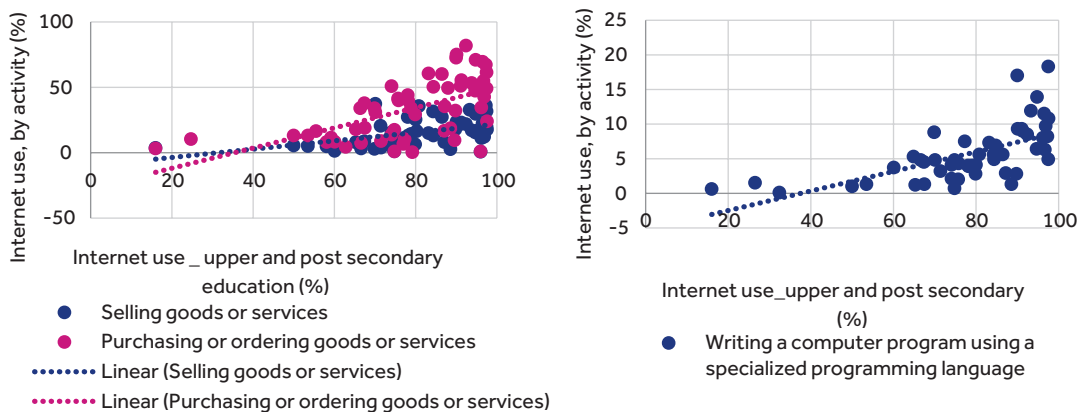 Internet use, by activity (%)
100
50
0
-50
0
20
40
60
80
100
Internet use _ upper and post secondary
education (%)
Selling goods or services
Purchasing or ordering goods or services
Linear (Selling goods or services)
Linear (Purchasing or ordering goods or services)
Internet use, by activity (%)
25
20
15
10
5
0
-5
0
20
40
60
80
100
Internet use_upper and post secondary
(%)
Writing a computer program using a
specialized programming language